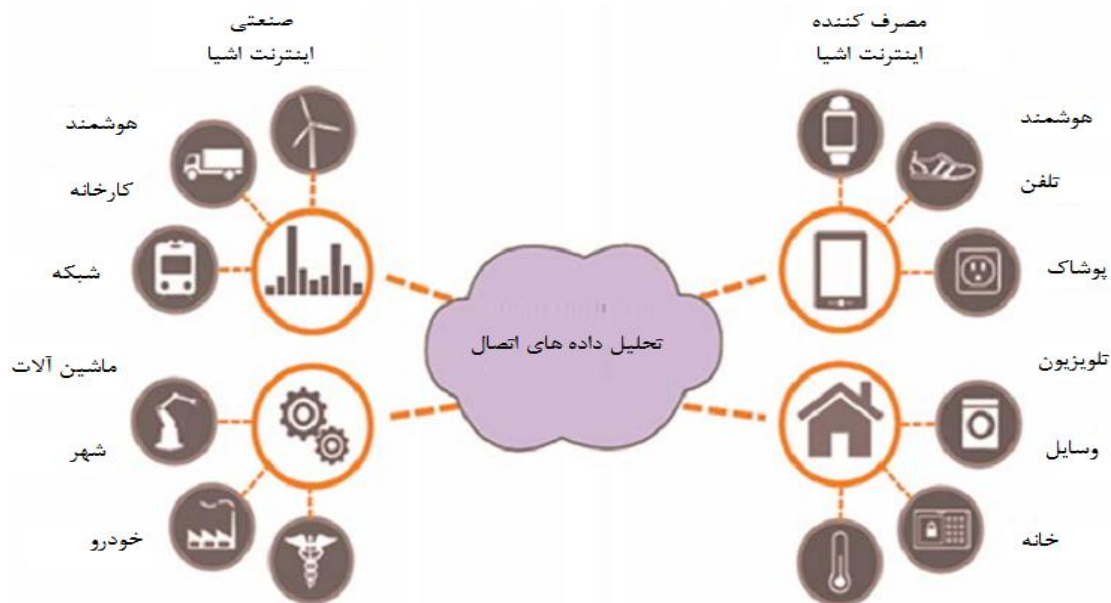 مصرف کننده
اینترنت اشیا
هوشمند
تلفن
پوشاک
تلویزیون
وسایل
خانه
صنعتی
اینترنت اشیا
هوشمند
کارخانه
شبکه
ماشین آلات
شهر
خودرو
تحلیل داده های اتصال